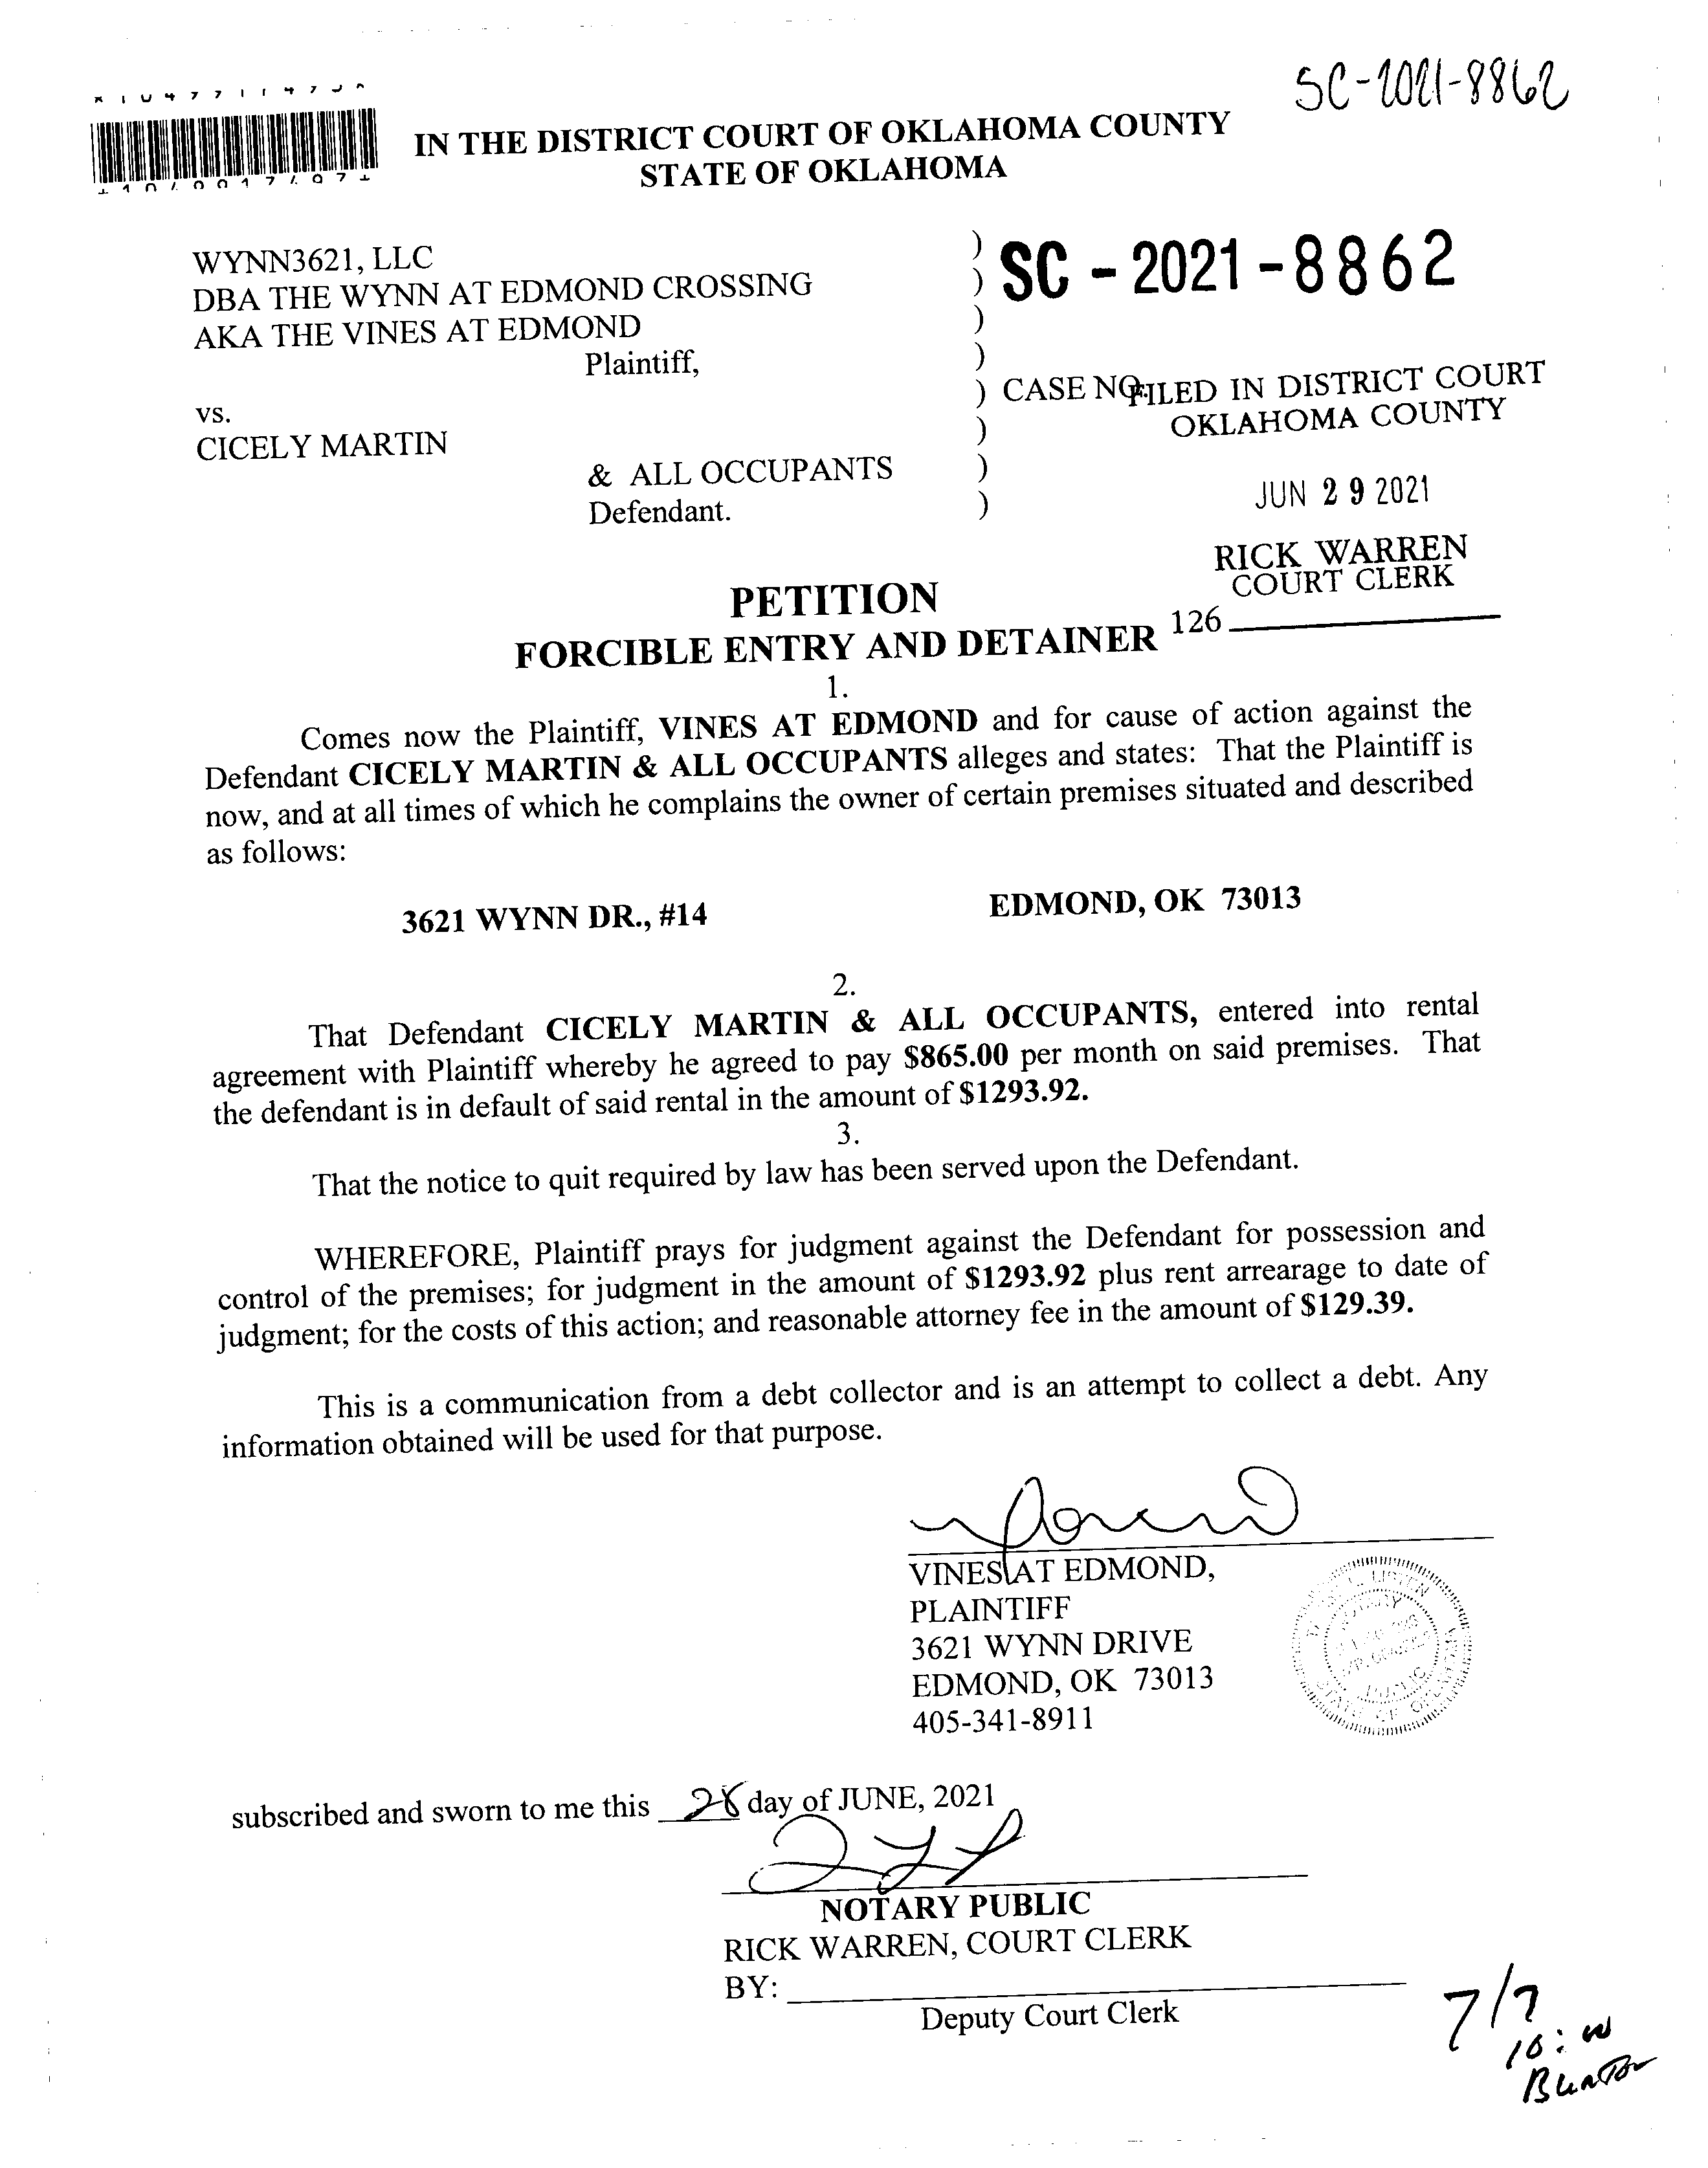 SC-2021-8862
IN THE DISTRICT COURT OF OKLAHOMA COUNTY
STATE OF OKLAHOMA
WYNN3621, LLC
DBA THE WYNN AT EDMOND CROSSING
AKA THE VINES AT EDMOND
Plaintiff,
vs.
CICELY MARTIN
& ALL OCCUPANTS
Defendant.
)
)
)
)
)
)
)
)
SC - 2021 - 8862
CASE NO.
FILED IN DISTRICT COURT
OKLAHOMA COUNTY
JUN 29 2021
RICK WARREN
COURT CLERK
126
PETITION
FORCIBLE ENTRY AND DETAINER
1.
Comes now the Plaintiff, VINES AT EDMOND and for cause of action against the
Defendant CICELY MARTIN & ALL OCCUPANTS alleges and states: That the Plaintiff is
now, and at all times of which he complains the owner of certain premises situated and described
as follows:
3621 WYNN DR., #14 EDMOND, OK 73013
2.
That Defendant CICELY MARTIN & ALL OCCUPANTS, entered into rental
agreement with Plaintiff whereby he agreed to pay $865.00 per month on said premises. That
the defendant is in default of said rental in the amount of $1293.92.
3.
That the notice to quit required by law has been served upon the Defendant.
WHEREFORE, Plaintiff prays for judgment against the Defendant for possession and
control of the premises; for judgment in the amount of $1293.92 plus rent arrearage to date of
judgment; for the costs of this action; and reasonable attorney fee in the amount of $129.39.
This is a communication from a debt collector and is an attempt to collect a debt. Any
information obtained will be used for that purpose.
VINES AT EDMOND,
PLAINTIFF
3621 WYNN DRIVE
EDMOND, OK 73013
405-341-8911
NOTARY
PUBLIC
STATE OF OKLAHOMA
subscribed and sworn to me this 28 day of JUNE, 2021
NOTARY PUBLIC
RICK WARREN, COURT CLERK
BY:
Deputy Court Clerk
7/7